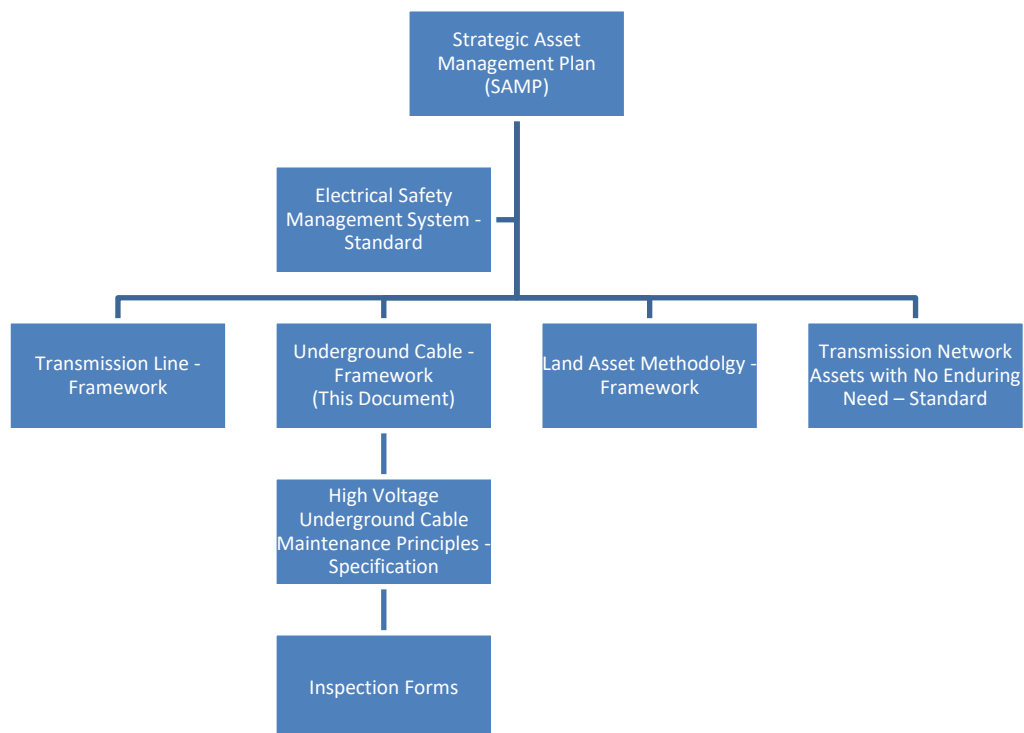 Strategic Asset
Management Plan
(SAMP)
Electrical Safety
Management System -
Standard
Transmission Line -
Framework
Underground Cable -
Framework
(This Document)
Land Asset Methodolgy -
Framework
Transmission Network
Assets with No Enduring
Need – Standard
High Voltage
Underground Cable
Maintenance Principles -
Specification
Inspection Forms